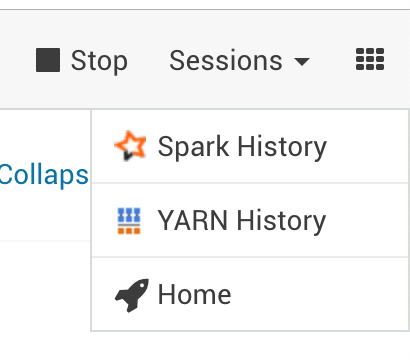 Stop Sessions
Spark History
Collaps
YARN History
Home